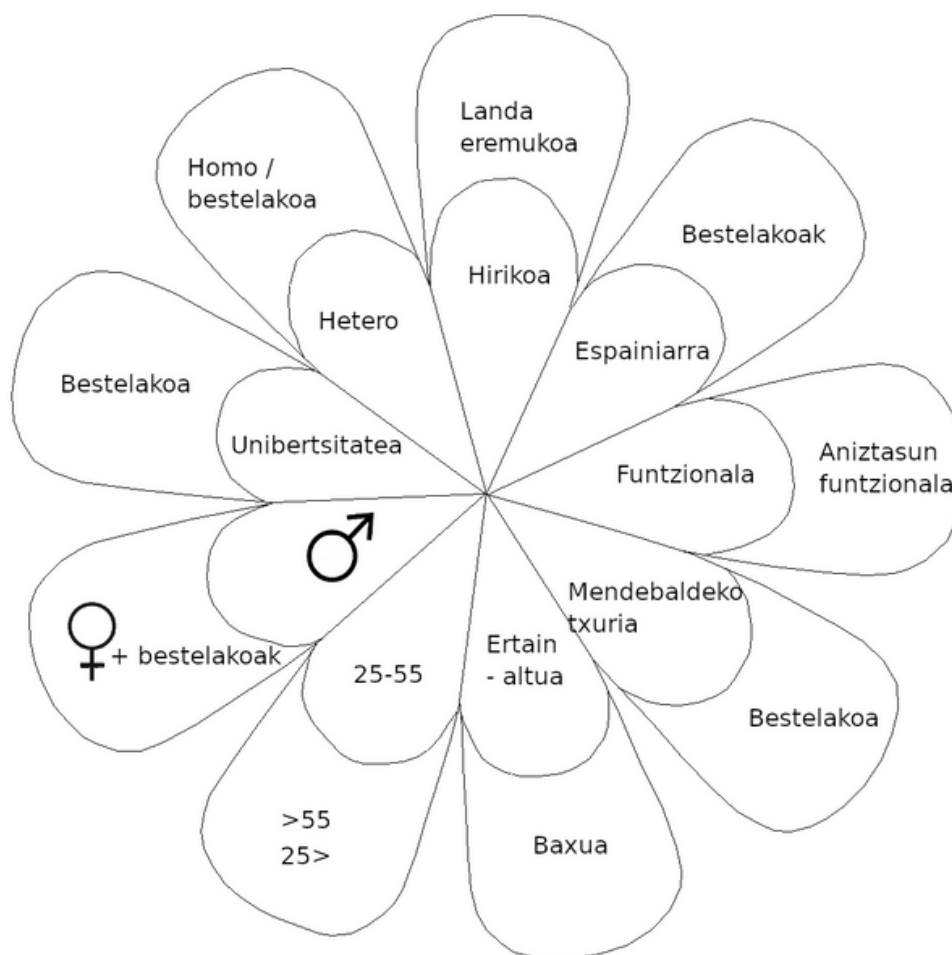 Landa
eremukoa
Hirikoa
Bestelakoak
Espainiarra
Aniztasun
funtzionala
Funtzionala
Mendebaldeko
txuria
Bestelakoa
Ertain
- altua
Baxua
25-55
>55
25>
♂
♀ + bestelakoak
Unibertsitatea
Bestelakoa
Hetero
Homo /
bestelakoa